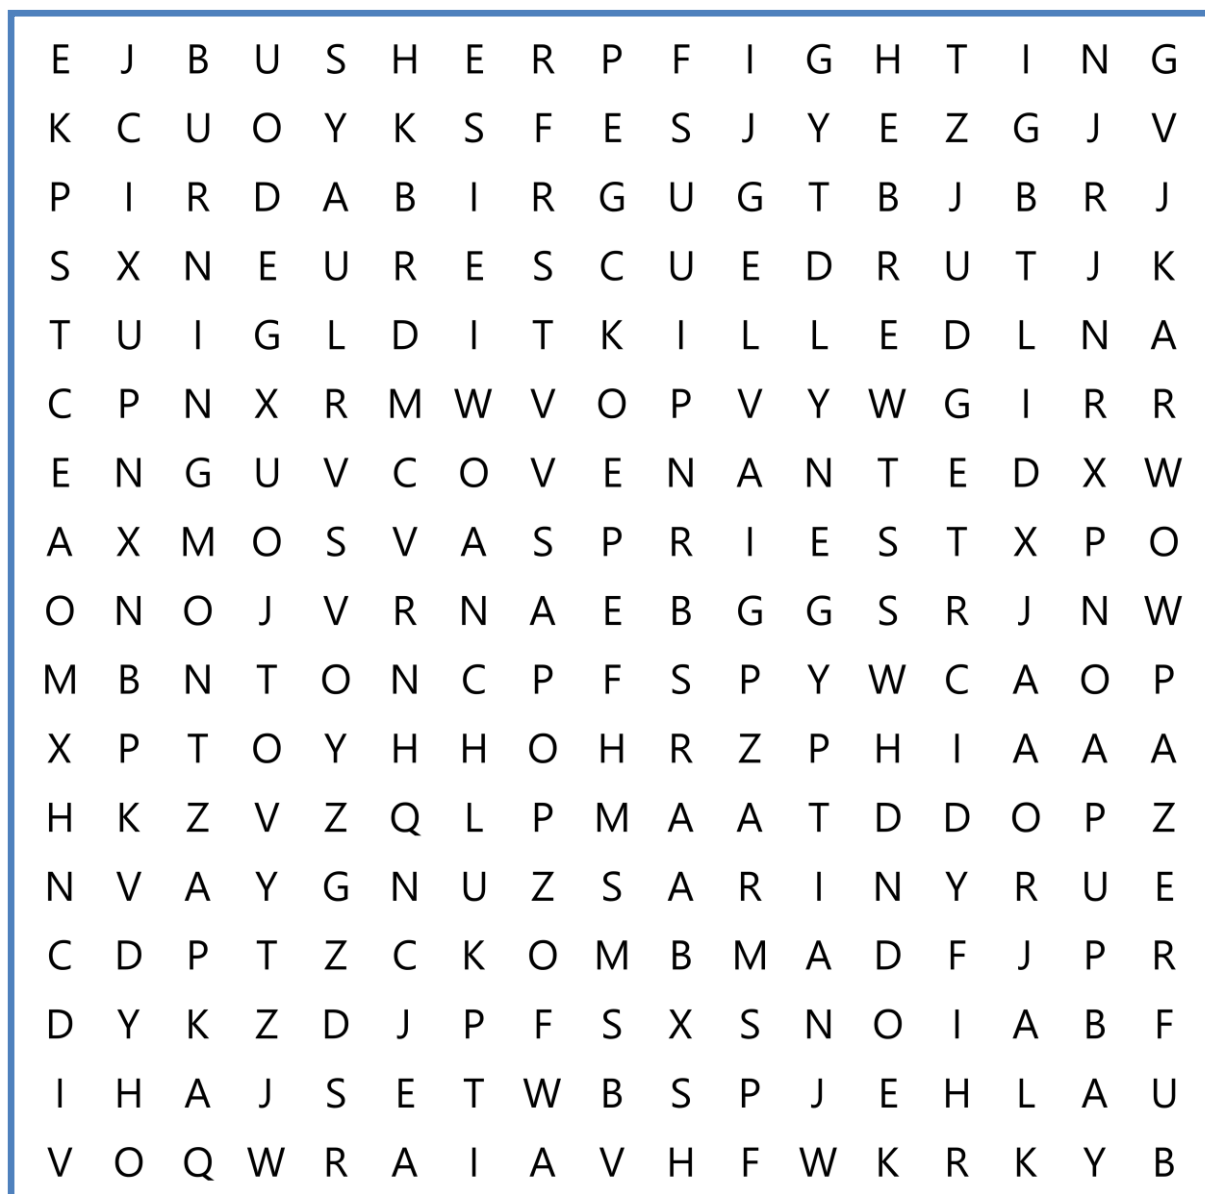 E J B U S H E R P F I G H T I N G
K C U O Y K S F E S J Y E Z G J V
P I R D A B I R G U G T B J B R J
S X N E U R E S C U E D R U T J K
T U I G L D I T K I L L E D L N A
C P N X R M W V O P V Y W G I R R
E N G U V C O V E N A N T E D X W
A X M O S V A S P R I E S T X P O
O N O J V R N A E B G G S R J N W
M B N T O N C P F S P Y W C A O P
X P T O Y H H O H R Z P H I A A A
H K Z V Z Q L P M A A T D D O P Z
N V A Y G N U Z S A R I N Y R U E
C D P T Z C K O M B M A D F J P R
D Y K Z D J P F S X S N O I A B F
I H A J S E T W B S P J E H L A U
V O Q W R A I A V H F W K R K Y B